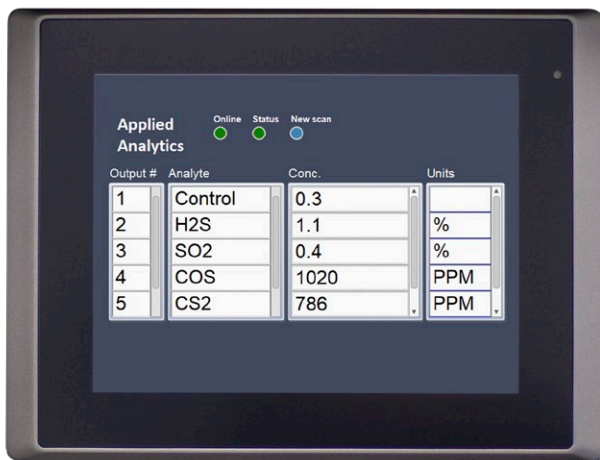 Applied
Analytics
Online Status New scan
Output # Analyte Conc. Units
1 Control 0.3
2 H2S 1.1 %
3 SO2 0.4 %
4 COS 1020 PPM
5 CS2 786 PPM